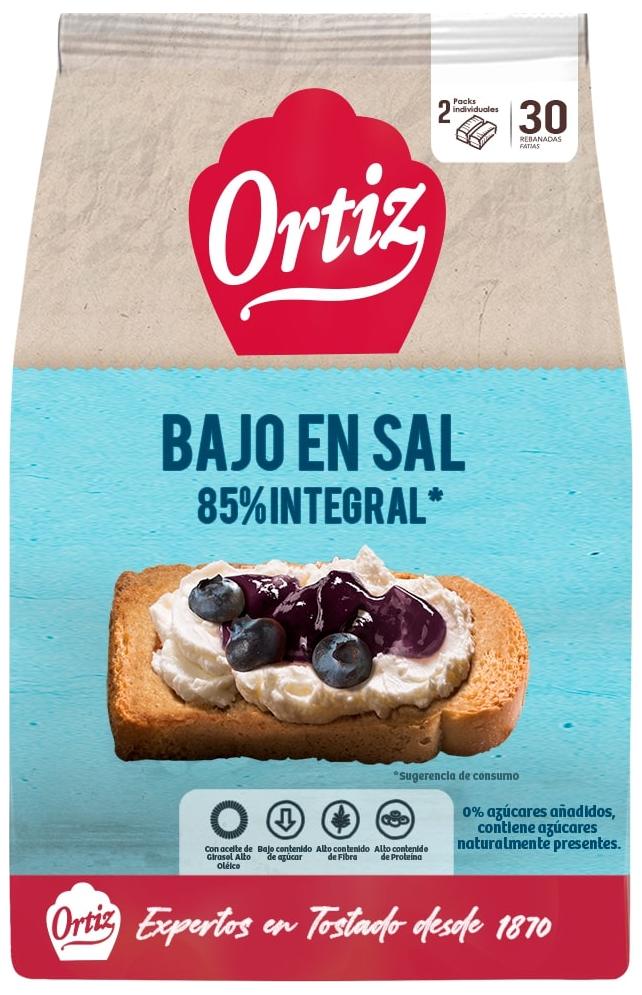 2 Packs
individuales
30
REBANADAS
FATIAS
Ortiz
BAJO EN SAL
85% INTEGRAL*
*Sugerencia de consumo
Con aceite de
Girasol Alto
Oléico
Bajo contenido
de azúcar
Alto contenido
de Fibra
Alto contenido
de Proteína
0% azúcares añadidos,
contiene azúcares
naturalmente presentes.
Ortiz
Expertos en Tostado desde 1870